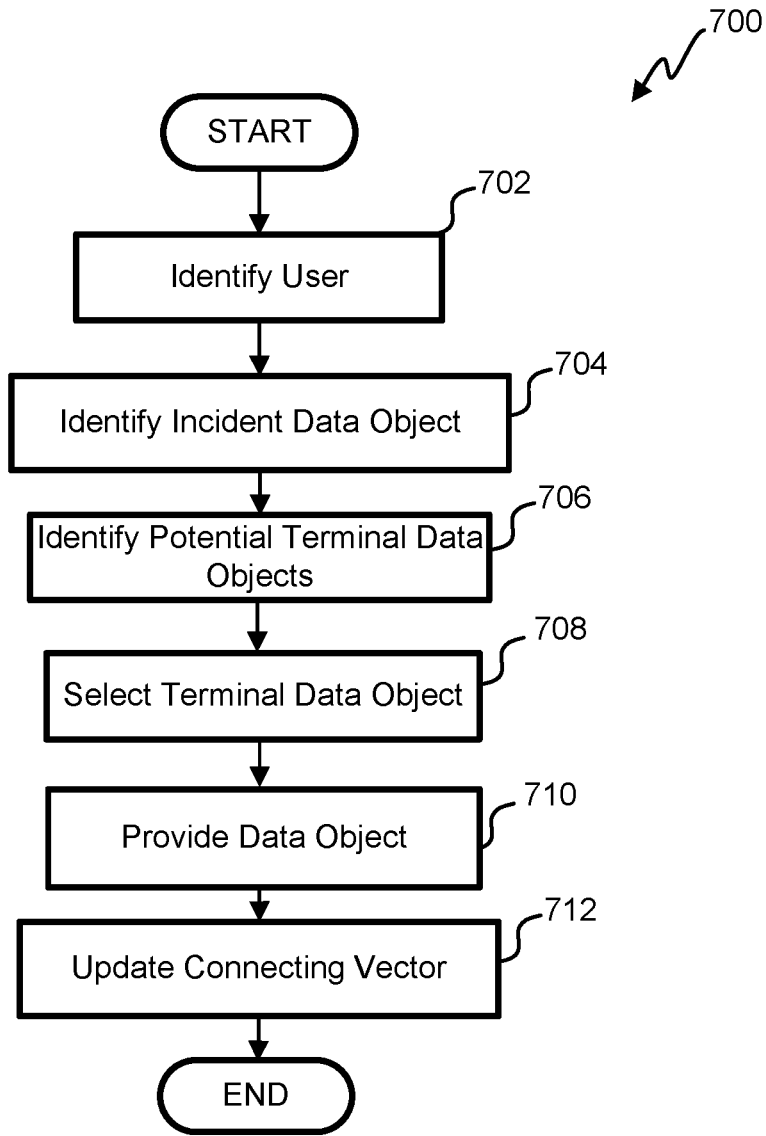 700
START
702
Identify User
704
Identify Incident Data Object
706
Identify Potential Terminal Data
Objects
708
Select Terminal Data Object
710
Provide Data Object
712
Update Connecting Vector
END